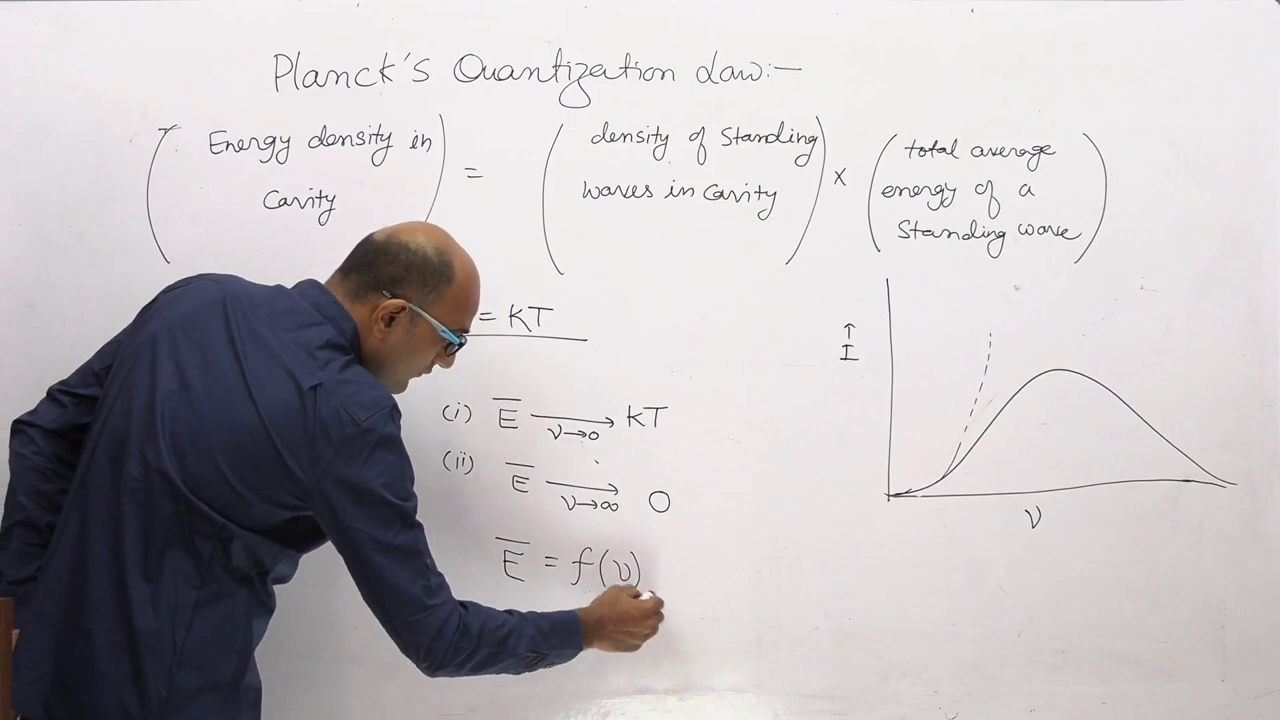 Planck's Quantization Law:-
(Energy density in
Cavity) = (density of Standing
waves in Cavity) x (total average
energy of a
Standing wave)
= KT
(i) E̅ ⟶ KT
ν→0
(ii) E̅ ⟶ 0
ν→∞
E̅ = f(ν)
↑
I
ν